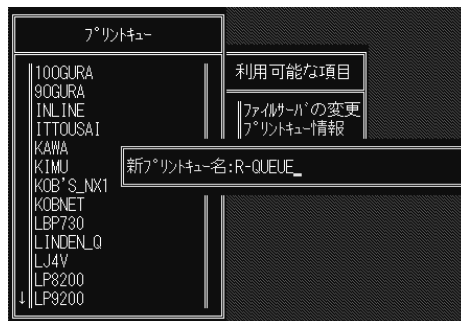 プリントキュー
100GURA
90GURA
INLINE
ITTOUSAI
KAWA
KIMU
KOB'S_NX1
KOBNET
LBP730
LINDEN_Q
LJ4V
LP8200
↓LP9200
利用可能な項目
ファイルサーバの変更
プリントキュー情報
新プリントキュー名:R-QUEUE_